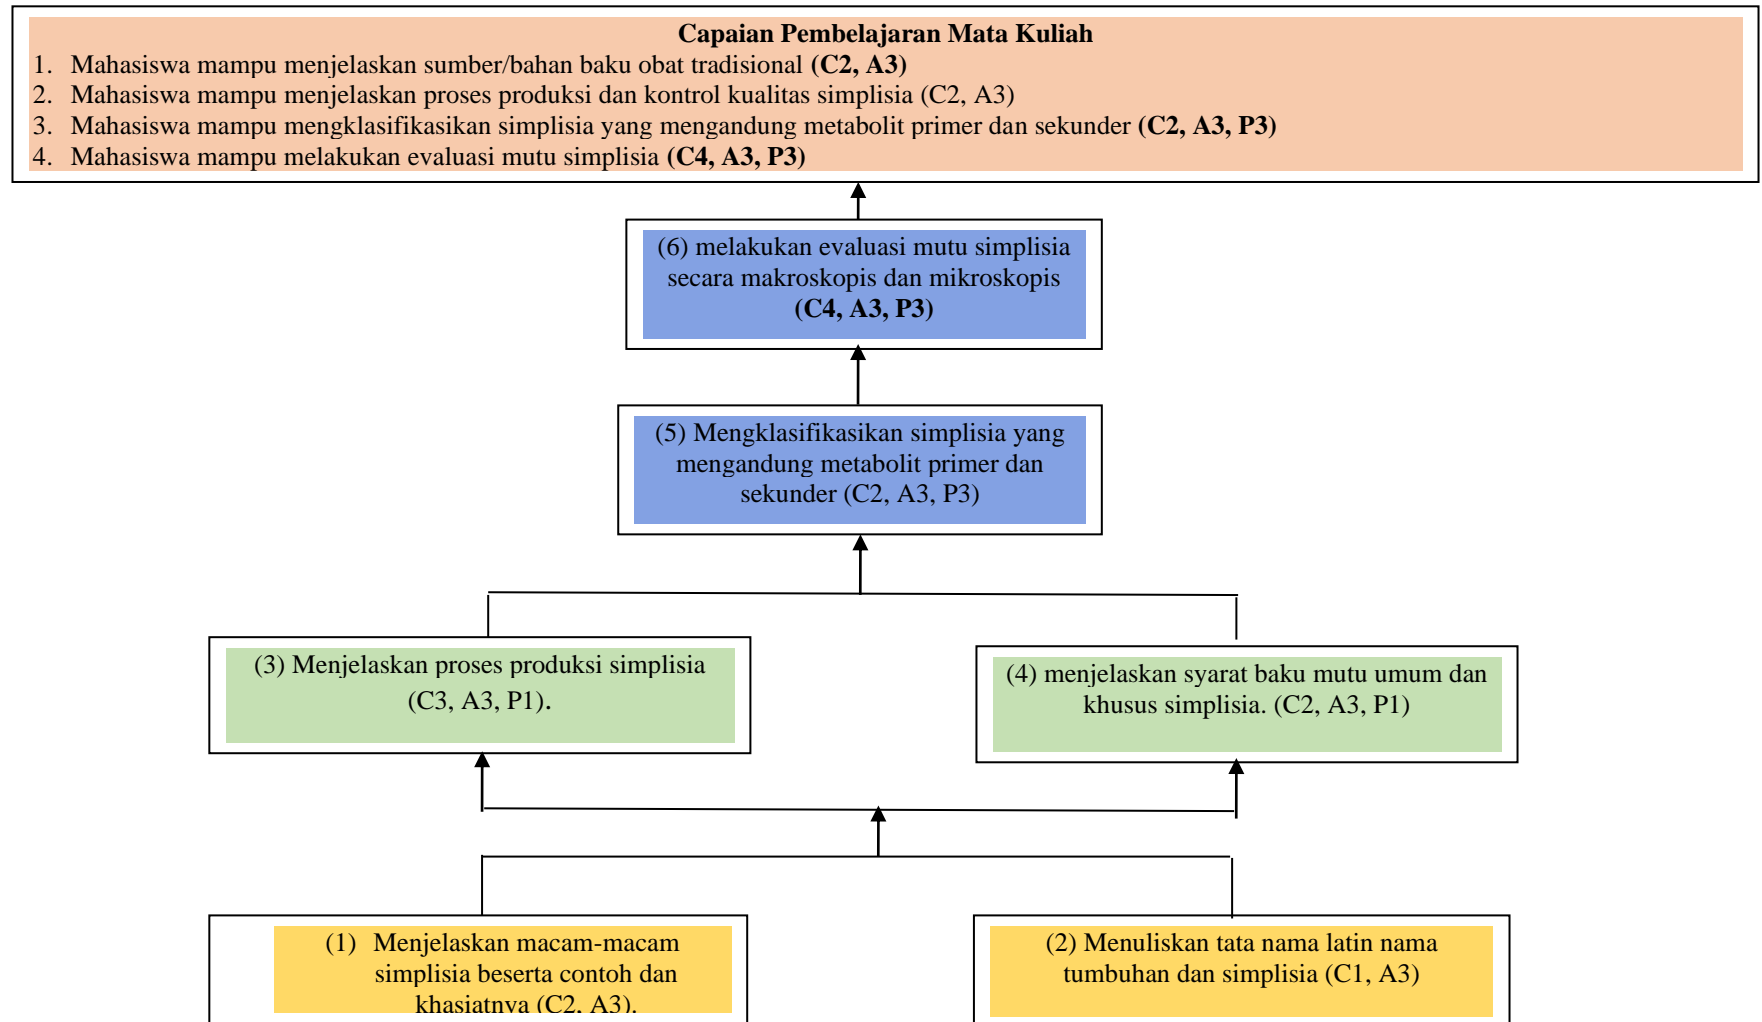 Capaian Pembelajaran Mata Kuliah
1. Mahasiswa mampu menjelaskan sumber/bahan baku obat tradisional (C2, A3)
2. Mahasiswa mampu menjelaskan proses produksi dan kontrol kualitas simplisia (C2, A3)
3. Mahasiswa mampu mengklasifikasikan simplisia yang mengandung metabolit primer dan sekunder (C2, A3, P3)
4. Mahasiswa mampu melakukan evaluasi mutu simplisia (C4, A3, P3)
(6) melakukan evaluasi mutu simplisia
secara makroskopis dan mikroskopis
(C4, A3, P3)
(5) Mengklasifikasikan simplisia yang
mengandung metabolit primer dan
sekunder (C2, A3, P3)
(3) Menjelaskan proses produksi simplisia
(C3, A3, P1).
(4) menjelaskan syarat baku mutu umum dan
khusus simplisia. (C2, A3, P1)
(1) Menjelaskan macam-macam
simplisia beserta contoh dan
khasiatnya (C2, A3).
(2) Menuliskan tata nama latin nama
tumbuhan dan simplisia (C1, A3)